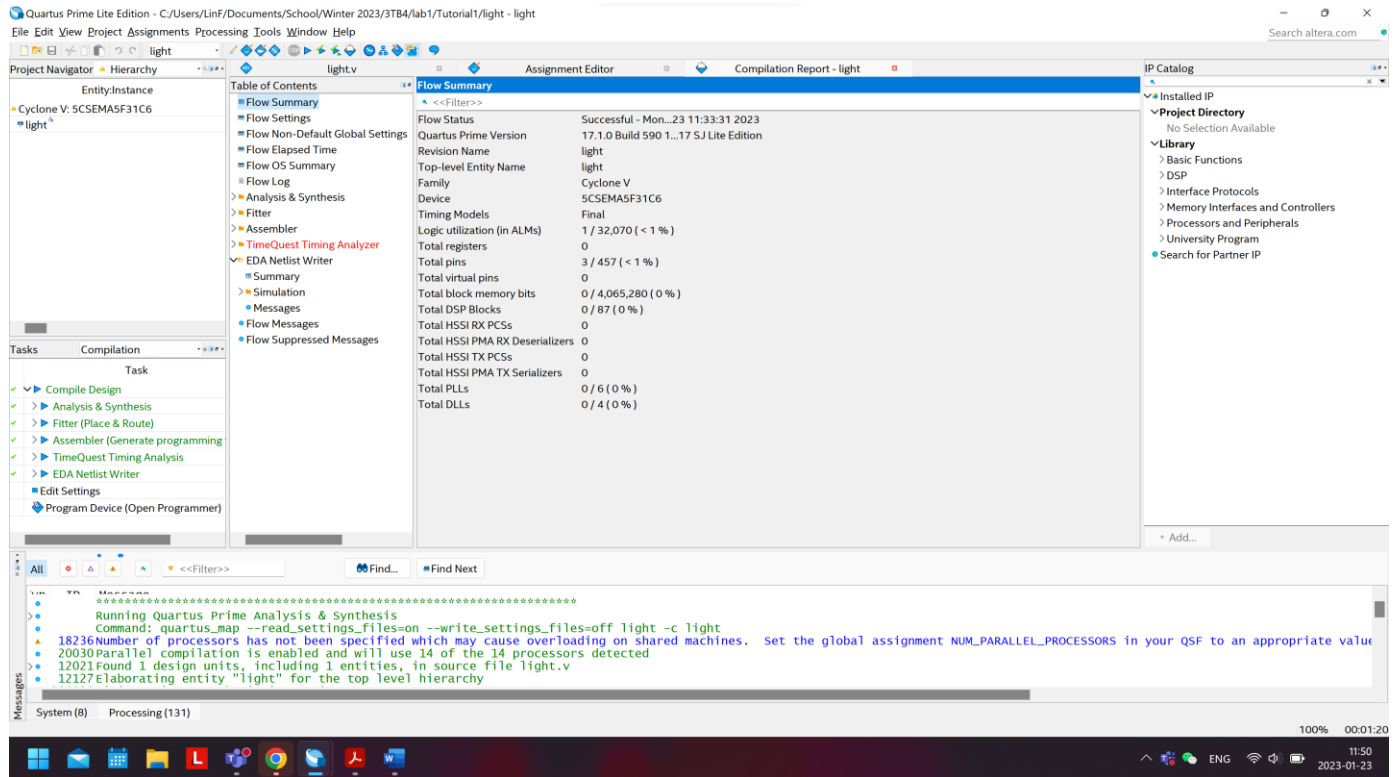 Quartus Prime Lite Edition - C:/Users/LinF/Documents/School/Winter 2023/3TB4/lab1/Tutorial1/light - light
File Edit View Project Assignments Processing Tools Window Help
Search altera.com
light
Project Navigator Hierarchy
Entity:Instance
Cyclone V: 5CSEMA5F31C6
light
Tasks Compilation
Task
Compile Design
Analysis & Synthesis
Fitter (Place & Route)
Assembler (Generate programming
TimeQuest Timing Analysis
EDA Netlist Writer
Edit Settings
Program Device (Open Programmer)
light.v
Assignment Editor
Compilation Report - light
Table of Contents
Flow Summary
Flow Settings
Flow Non-Default Global Settings
Flow Elapsed Time
Flow OS Summary
Flow Log
Analysis & Synthesis
Fitter
Assembler
TimeQuest Timing Analyzer
EDA Netlist Writer
Summary
Simulation
Messages
Flow Messages
Flow Suppressed Messages
Flow Summary
<<Filter>>
Flow Status Successful - Mon...23 11:33:31 2023
Quartus Prime Version 17.1.0 Build 590 1...17 SJ Lite Edition
Revision Name light
Top-level Entity Name light
Family Cyclone V
Device 5CSEMA5F31C6
Timing Models Final
Logic utilization (in ALMs) 1 / 32,070 ( < 1 % )
Total registers 0
Total pins 3 / 457 ( < 1 % )
Total virtual pins 0
Total block memory bits 0 / 4,065,280 ( 0 % )
Total DSP Blocks 0 / 87 ( 0 % )
Total HSSI RX PCSs 0
Total HSSI PMA RX Deserializers 0
Total HSSI TX PCSs 0
Total HSSI PMA TX Serializers 0
Total PLLs 0 / 6 ( 0 % )
Total DLLs 0 / 4 ( 0 % )
IP Catalog
Installed IP
Project Directory
No Selection Available
Library
Basic Functions
DSP
Interface Protocols
Memory Interfaces and Controllers
Processors and Peripherals
University Program
Search for Partner IP
+ Add...
All <<Filter>> Find... Find Next
ID Message
*******************************************************************
Running Quartus Prime Analysis & Synthesis
Command: quartus_map --read_settings_files=on --write_settings_files=off light -c light
18236 Number of processors has not been specified which may cause overloading on shared machines.  Set the global assignment NUM_PARALLEL_PROCESSORS in your QSF to an appropriate value
20030 Parallel compilation is enabled and will use 14 of the 14 processors detected
12021 Found 1 design units, including 1 entities, in source file light.v
12127 Elaborating entity "light" for the top level hierarchy
Messages
System (8) Processing (131)
100% 00:01:20
L
W
ENG
11:50
2023-01-23